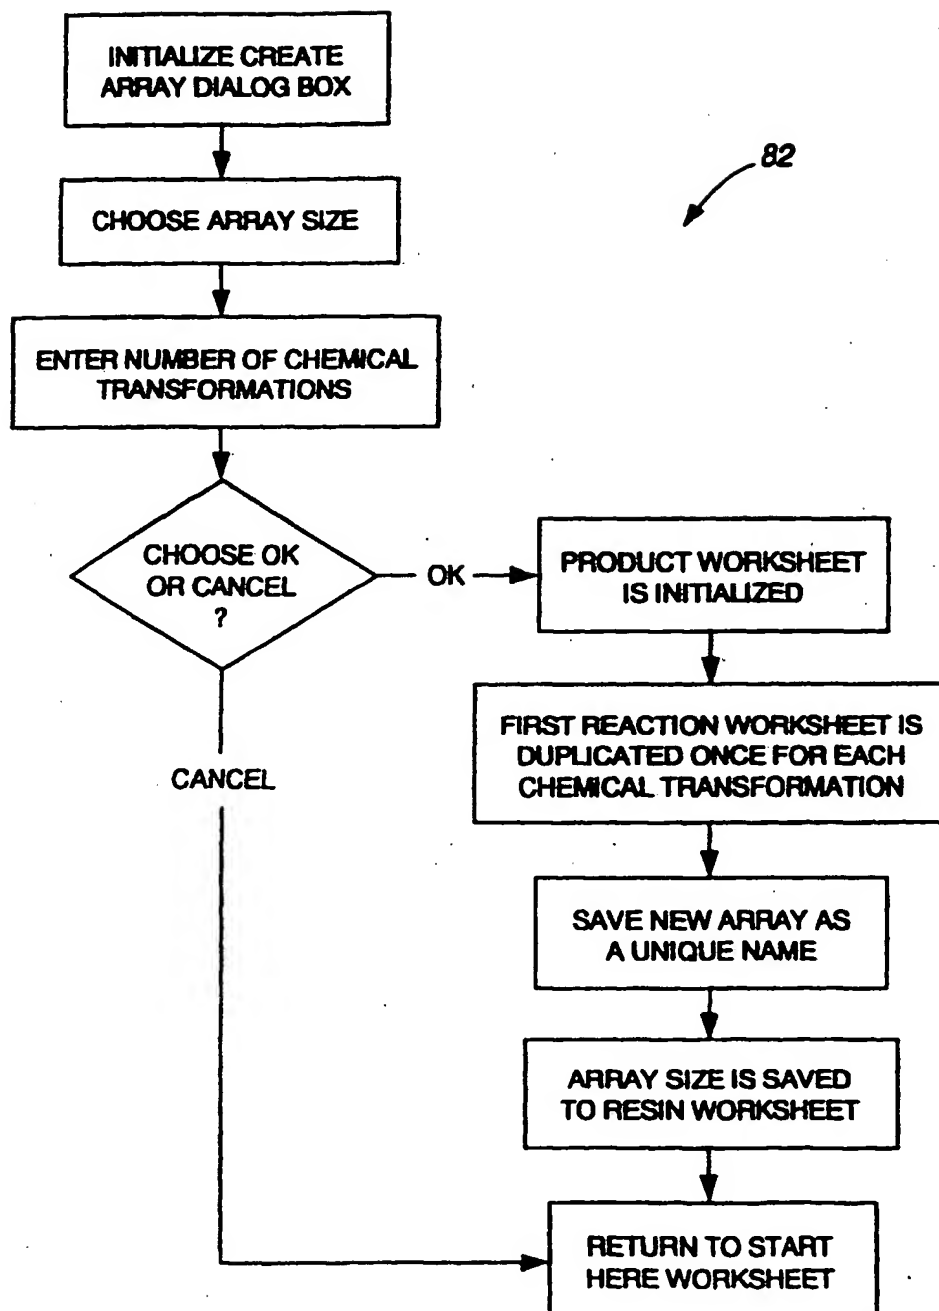 INITIALIZE CREATE
ARRAY DIALOG BOX
82
CHOOSE ARRAY SIZE
ENTER NUMBER OF CHEMICAL
TRANSFORMATIONS
CHOOSE OK
OR CANCEL
?
OK
PRODUCT WORKSHEET
IS INITIALIZED
FIRST REACTION WORKSHEET IS
DUPLICATED ONCE FOR EACH
CHEMICAL TRANSFORMATION
CANCEL
SAVE NEW ARRAY AS
A UNIQUE NAME
ARRAY SIZE IS SAVED
TO RESIN WORKSHEET
RETURN TO START
HERE WORKSHEET